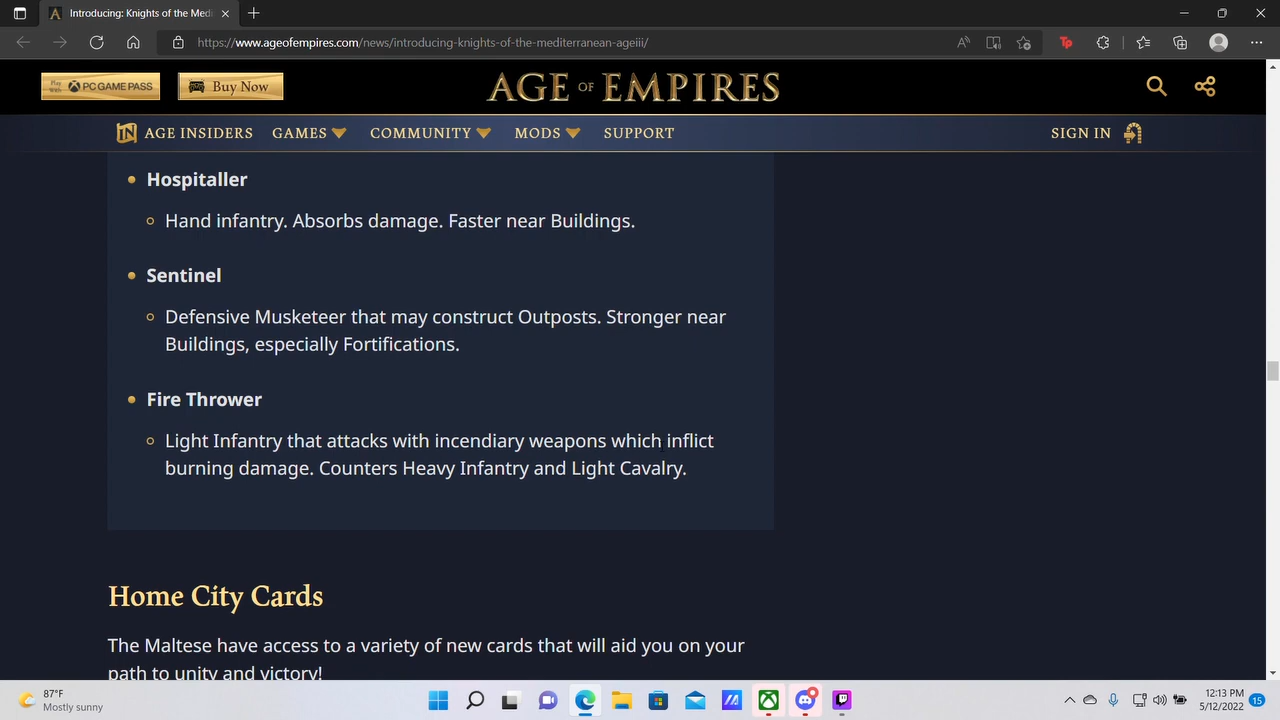 Introducing: Knights of the Medi
https://www.ageofempires.com/news/introducing-knights-of-the-mediterranean-ageiii/
PC GAME PASS
Buy Now
AGE OF EMPIRES
AGE INSIDERS
GAMES
COMMUNITY
MODS
SUPPORT
SIGN IN
Hospitaller
Hand infantry. Absorbs damage. Faster near Buildings.
Sentinel
Defensive Musketeer that may construct Outposts. Stronger near
Buildings, especially Fortifications.
Fire Thrower
Light Infantry that attacks with incendiary weapons which inflict
burning damage. Counters Heavy Infantry and Light Cavalry.
Home City Cards
The Maltese have access to a variety of new cards that will aid you on your
path to unity and victory!
87°F
Mostly sunny
12:13 PM
5/12/2022
15